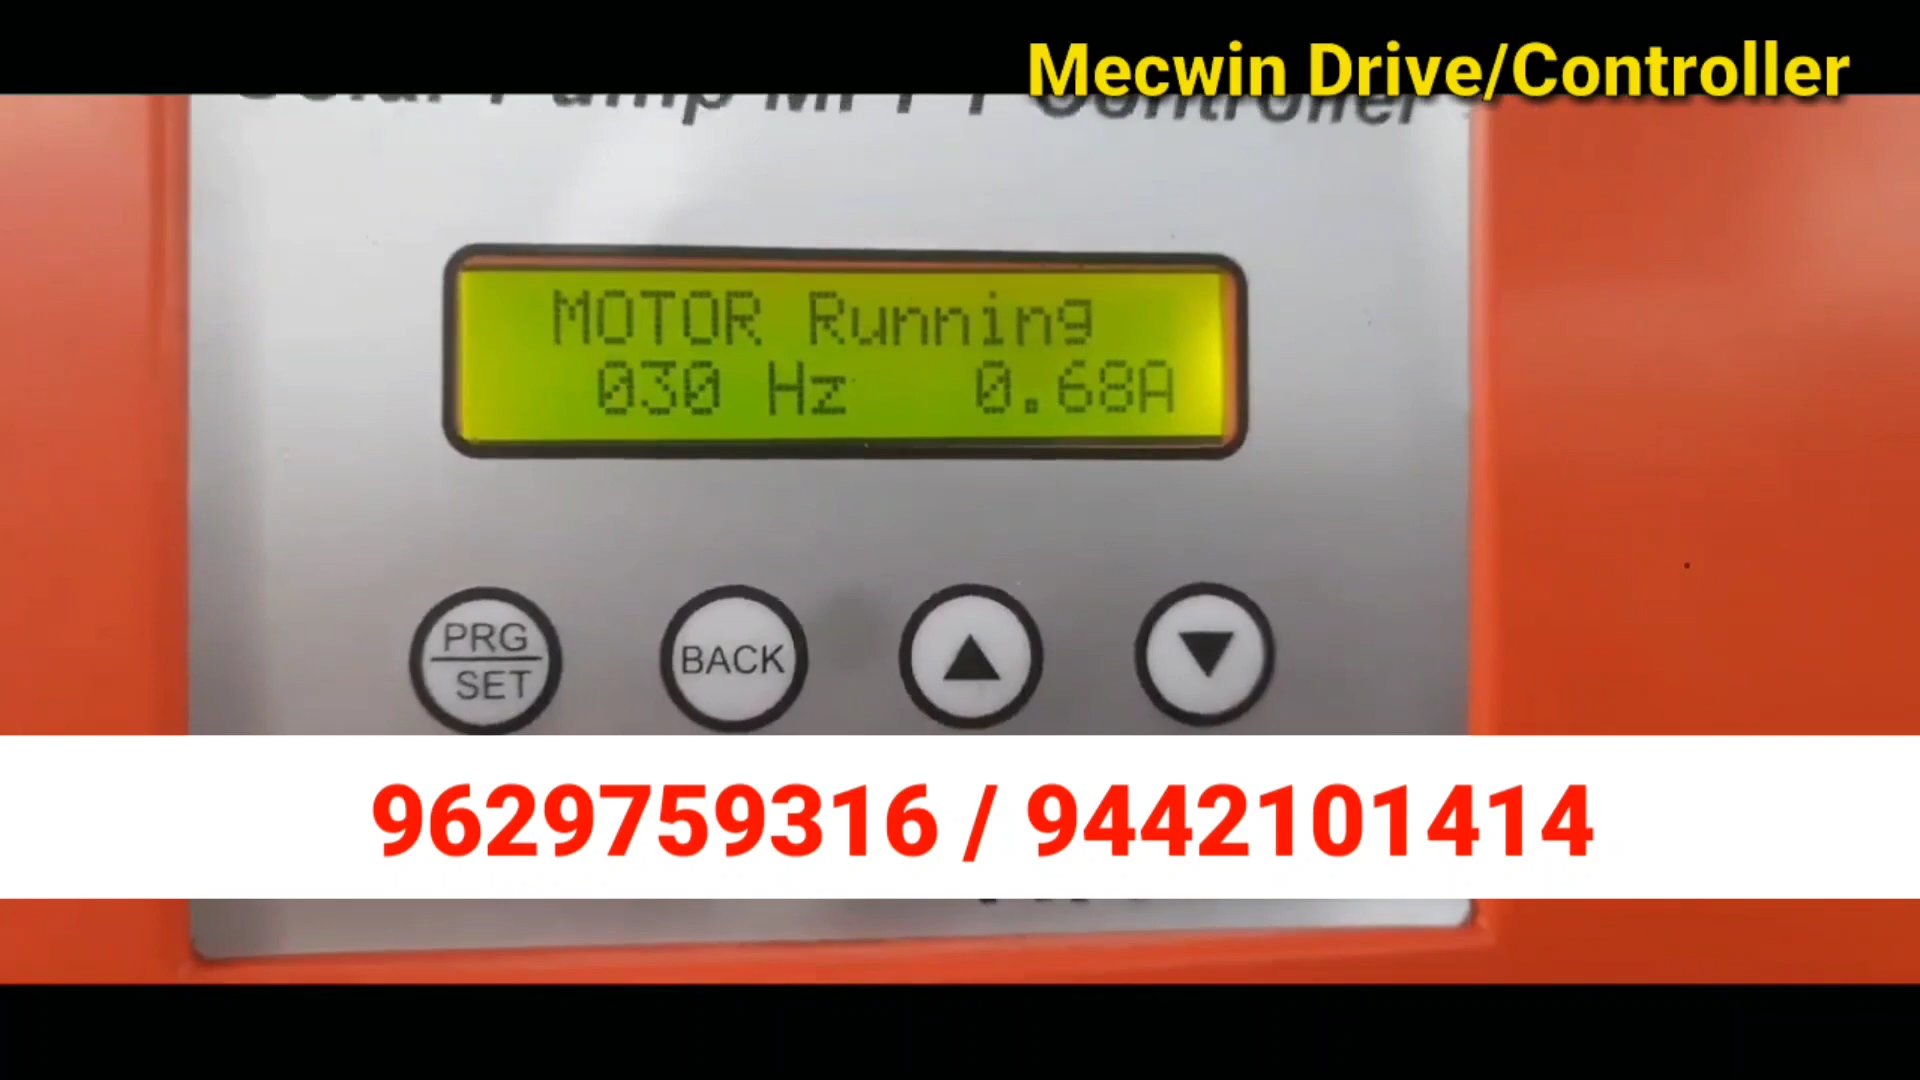 Mecwin Drive/Controller
Solar Pump MPPT Controller
MOTOR Running
030 Hz 0.68A
PRG
SET
BACK
9629759316 / 9442101414